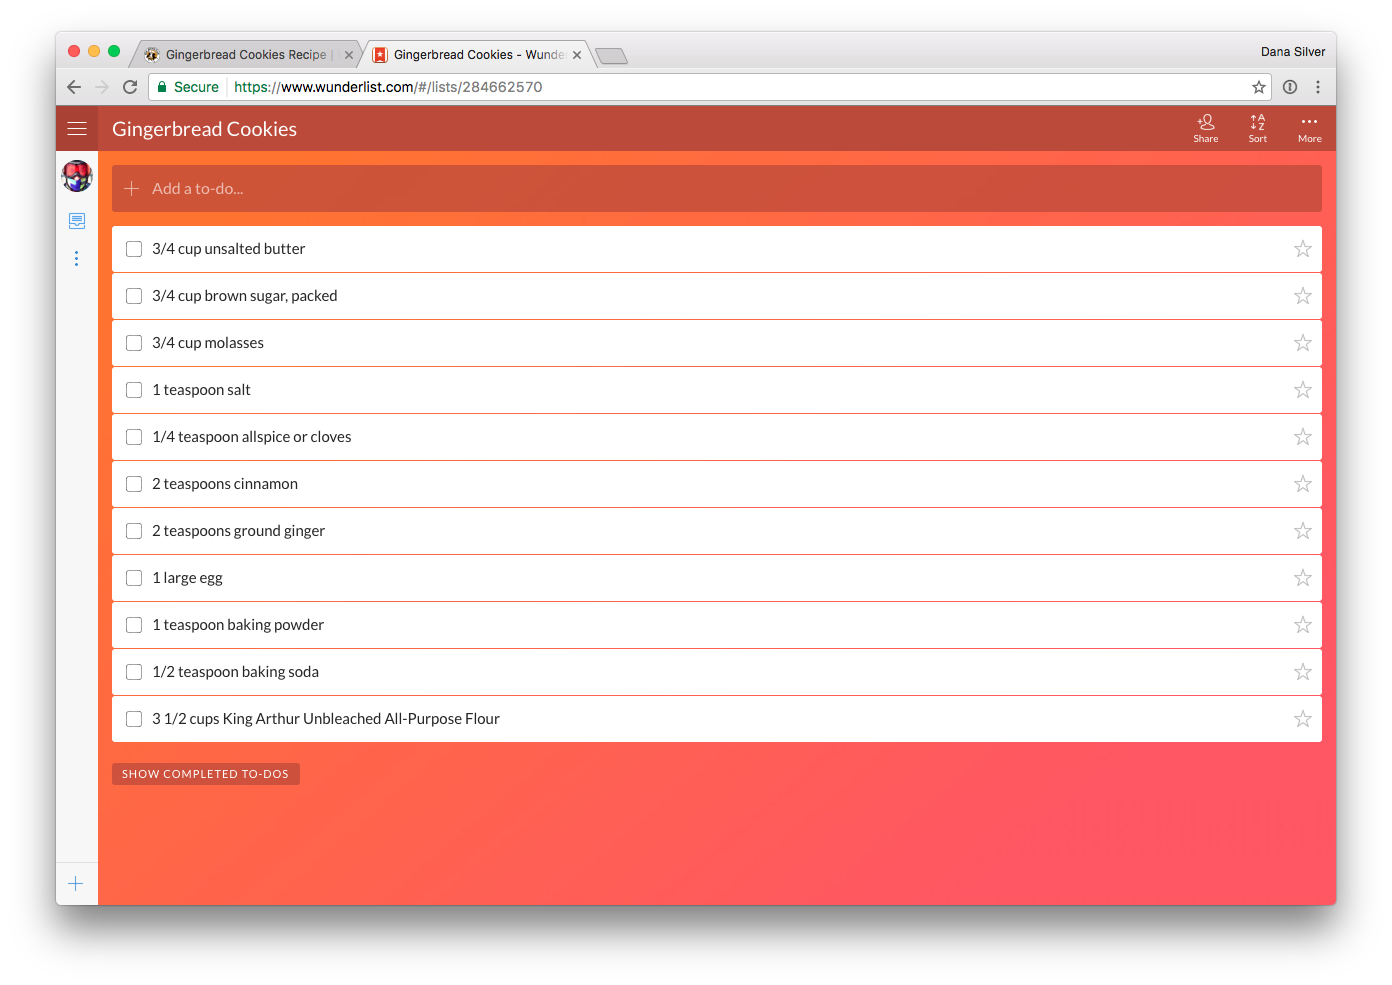 Gingerbread Cookies Recipe |
Gingerbread Cookies - Wunde
Dana Silver
Secure https://www.wunderlist.com/#/lists/284662570
Gingerbread Cookies
Share
Sort
More
Add a to-do...
3/4 cup unsalted butter
3/4 cup brown sugar, packed
3/4 cup molasses
1 teaspoon salt
1/4 teaspoon allspice or cloves
2 teaspoons cinnamon
2 teaspoons ground ginger
1 large egg
1 teaspoon baking powder
1/2 teaspoon baking soda
3 1/2 cups King Arthur Unbleached All-Purpose Flour
SHOW COMPLETED TO-DOS